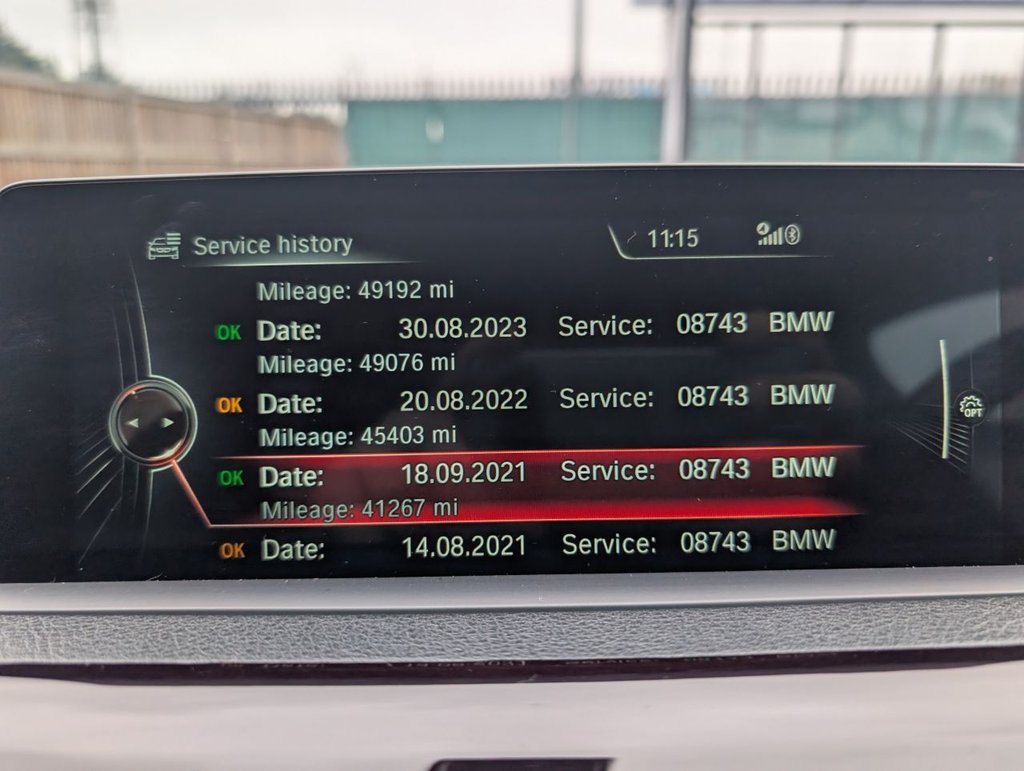 Service history 11:15
Mileage: 49192 mi
OK Date: 30.08.2023 Service: 08743 BMW
Mileage: 49076 mi
OK Date: 20.08.2022 Service: 08743 BMW
Mileage: 45403 mi
OK Date: 18.09.2021 Service: 08743 BMW
Mileage: 41267 mi
OK Date: 14.08.2021 Service: 08743 BMW
OPT